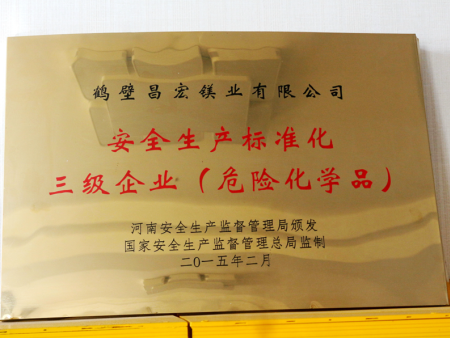 鹤壁昌宏镁业有限公司
安全生产标准化
三级企业（危险化学品）
河南安全生产监督管理局颁发
国家安全生产监督管理总局监制
二〇一五年二月